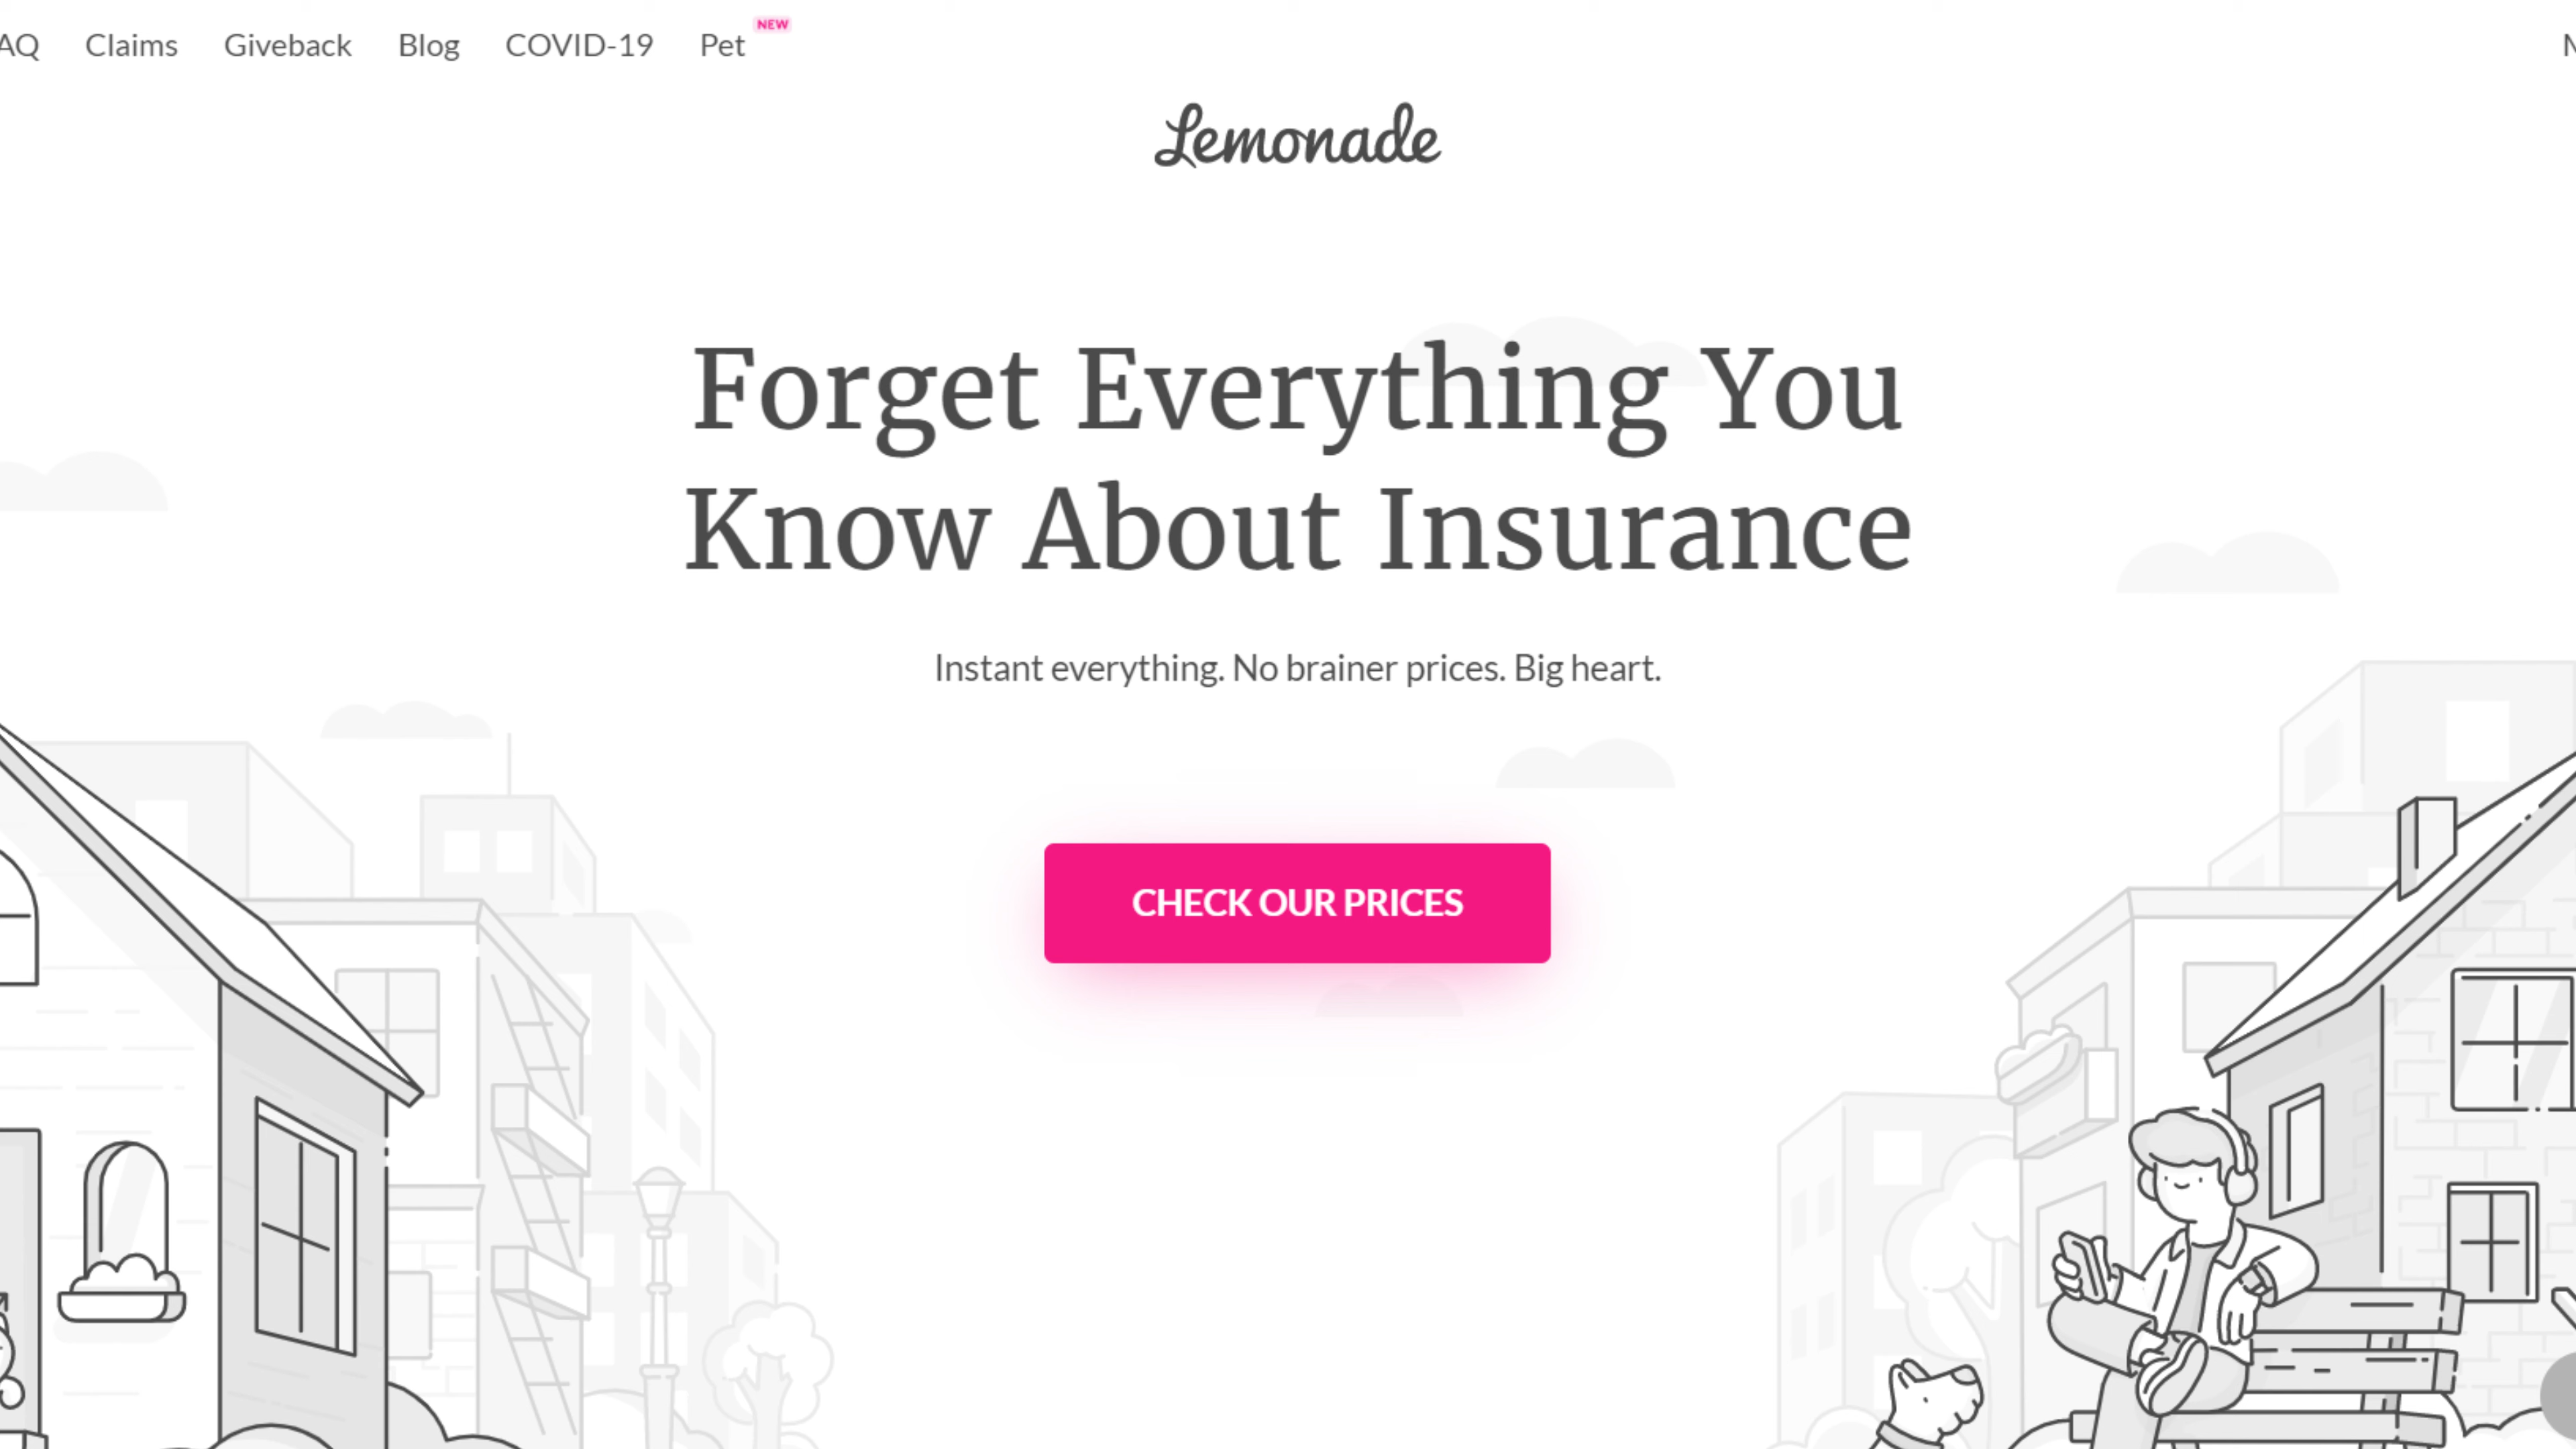 AQ Claims Giveback Blog COVID-19 Pet NEW
Lemonade
Forget Everything You
Know About Insurance
Instant everything. No brainer prices. Big heart.
CHECK OUR PRICES